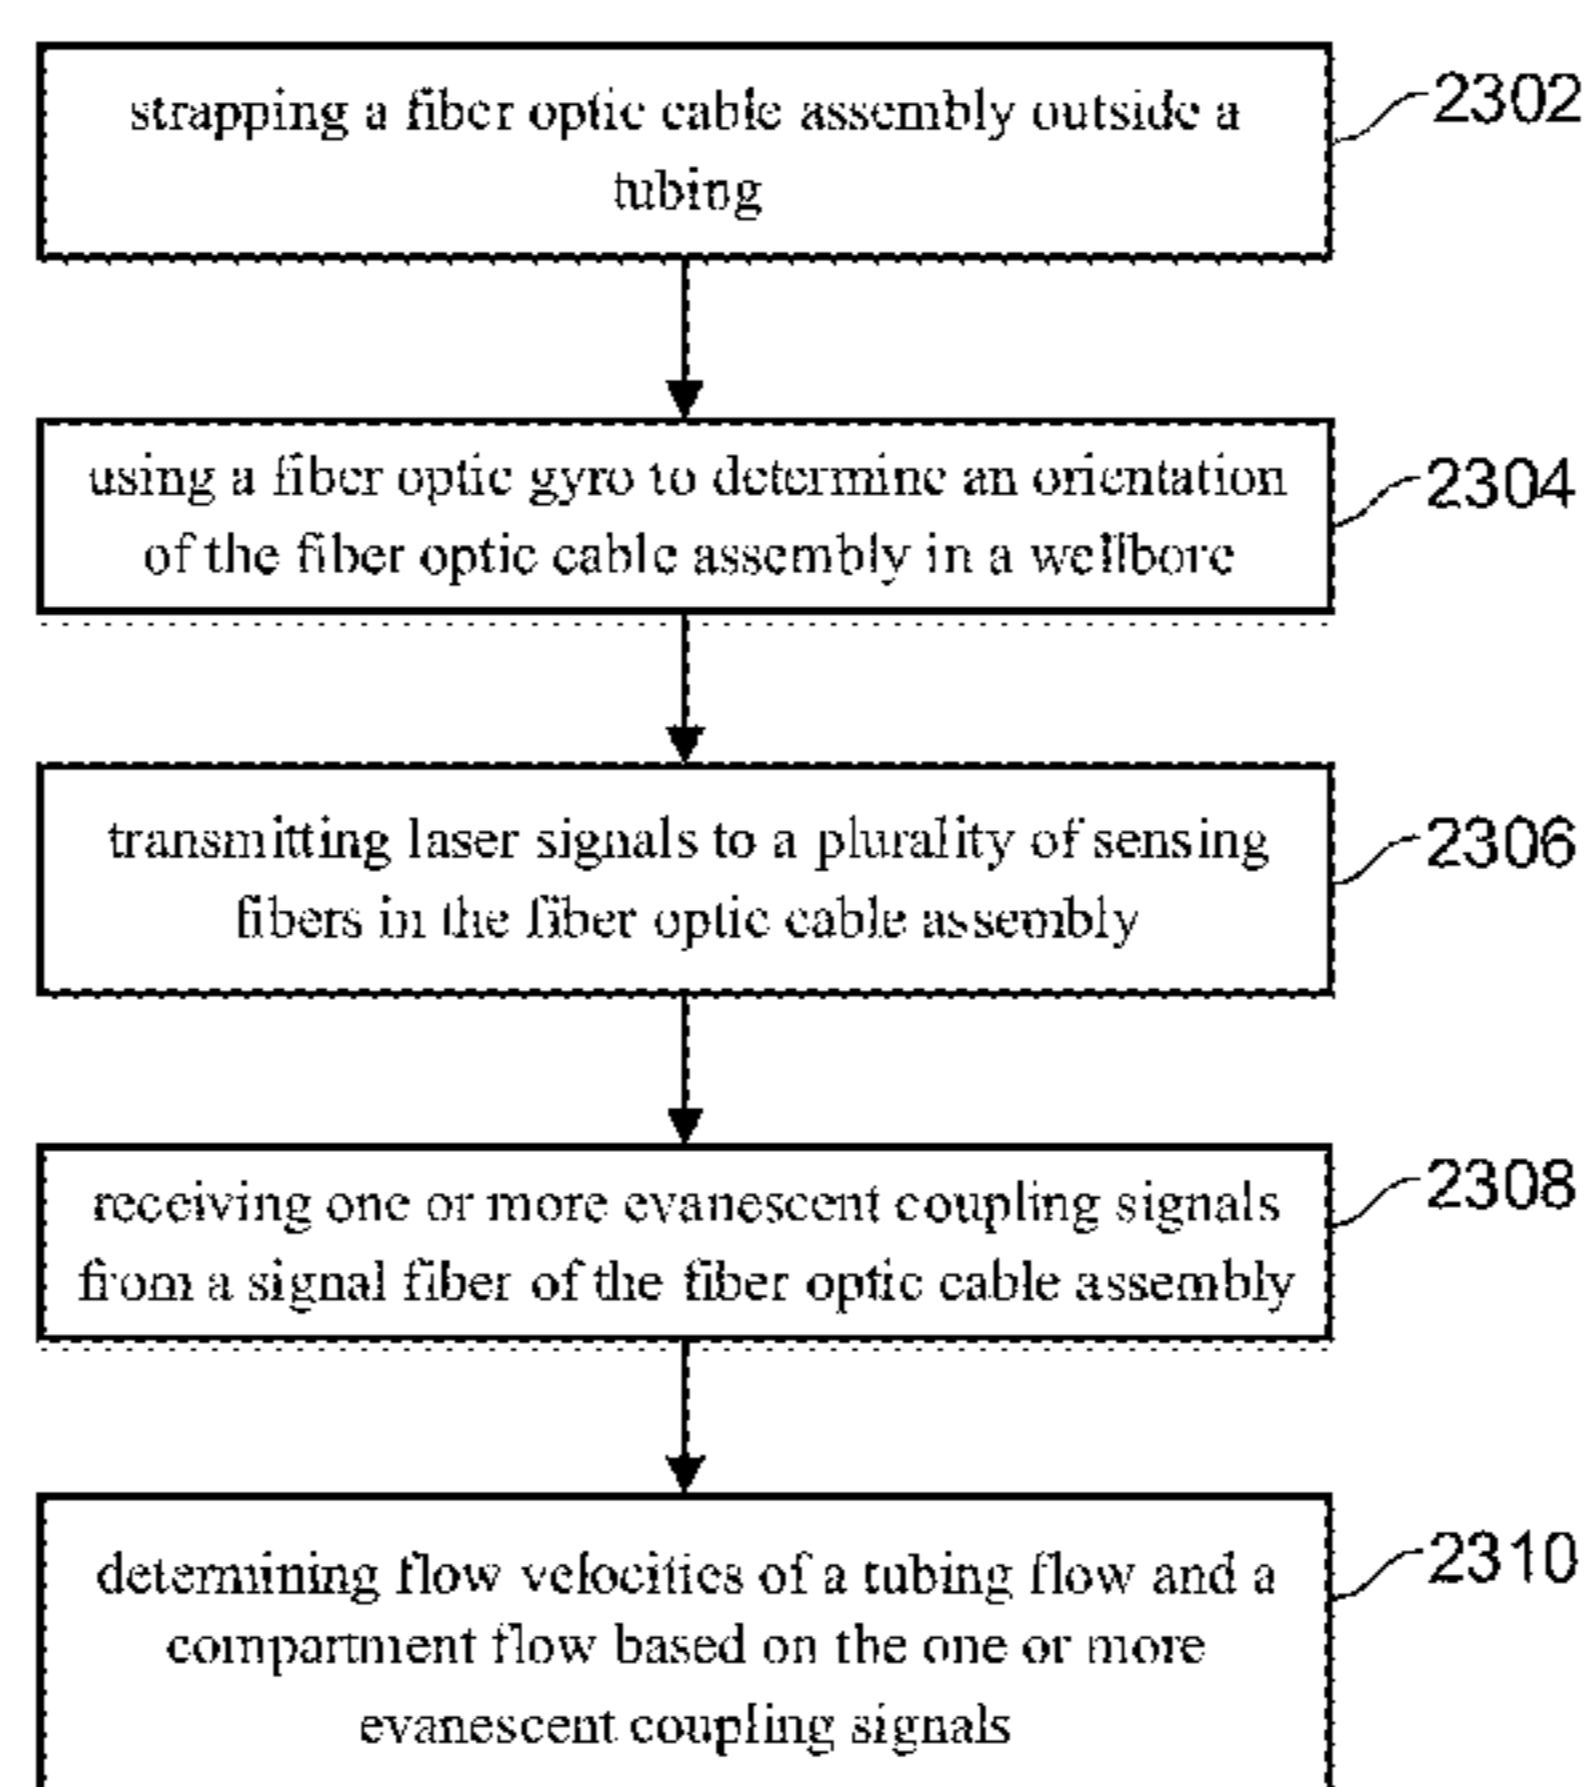 strapping a fiber optic cable assembly outside a
tubing
2302
using a fiber optic gyro to determine an orientation
of the fiber optic cable assembly in a wellbore
2304
transmitting laser signals to a plurality of sensing
fibers in the fiber optic cable assembly
2306
receiving one or more evanescent coupling signals
from a signal fiber of the fiber optic cable assembly
2308
determining flow velocities of a tubing flow and a
compartment flow based on the one or more
evanescent coupling signals
2310